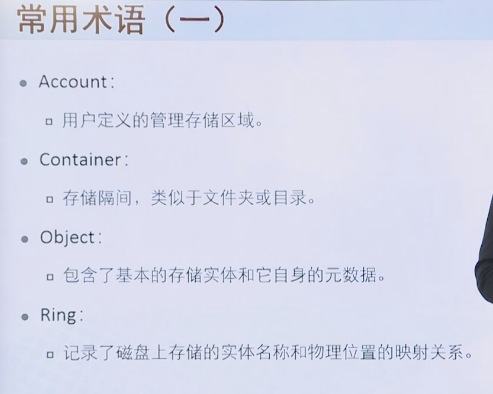 常用术语（一）
Account：
用户定义的管理存储区域。
Container：
存储隔间，类似于文件夹或目录。
Object：
包含了基本的存储实体和它自身的元数据。
Ring：
记录了磁盘上存储的实体名称和物理位置的映射关系。